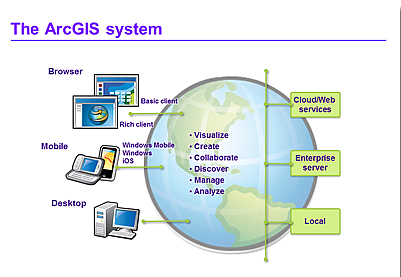 The ArcGIS system
Browser
Basic client
Rich client
Mobile
Windows Mobile
Windows
iOS
Desktop
• Visualize
• Create
• Collaborate
• Discover
• Manage
• Analyze
Cloud/Web
services
Enterprise
server
Local